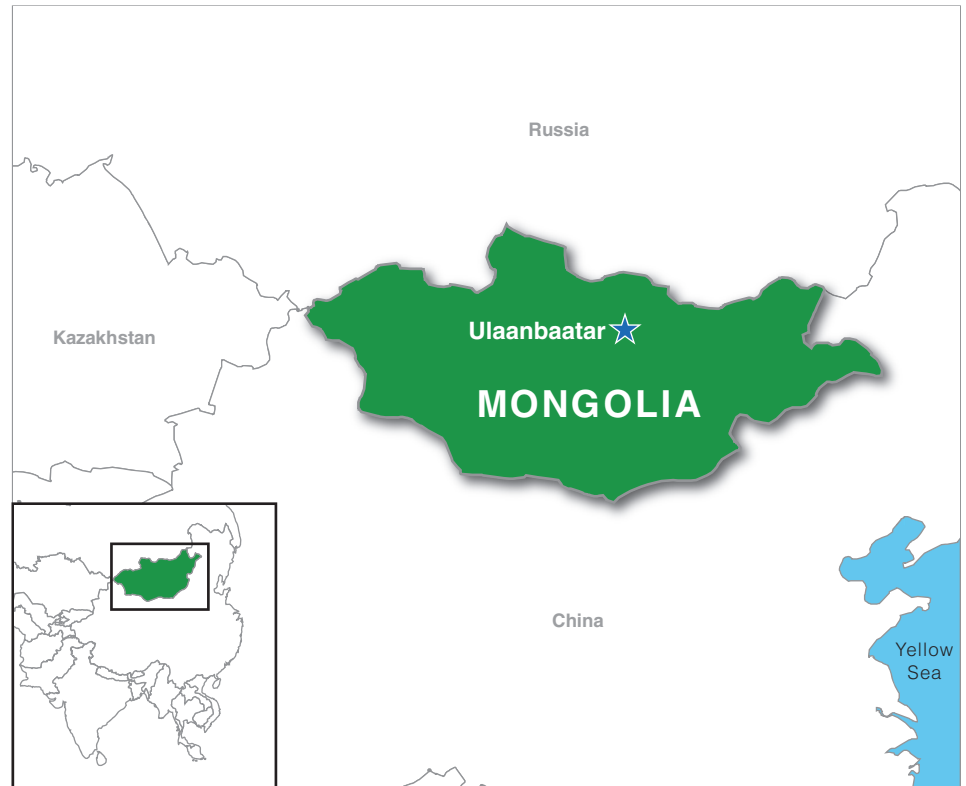 Russia
Kazakhstan
Ulaanbaatar
MONGOLIA
China
Yellow
Sea